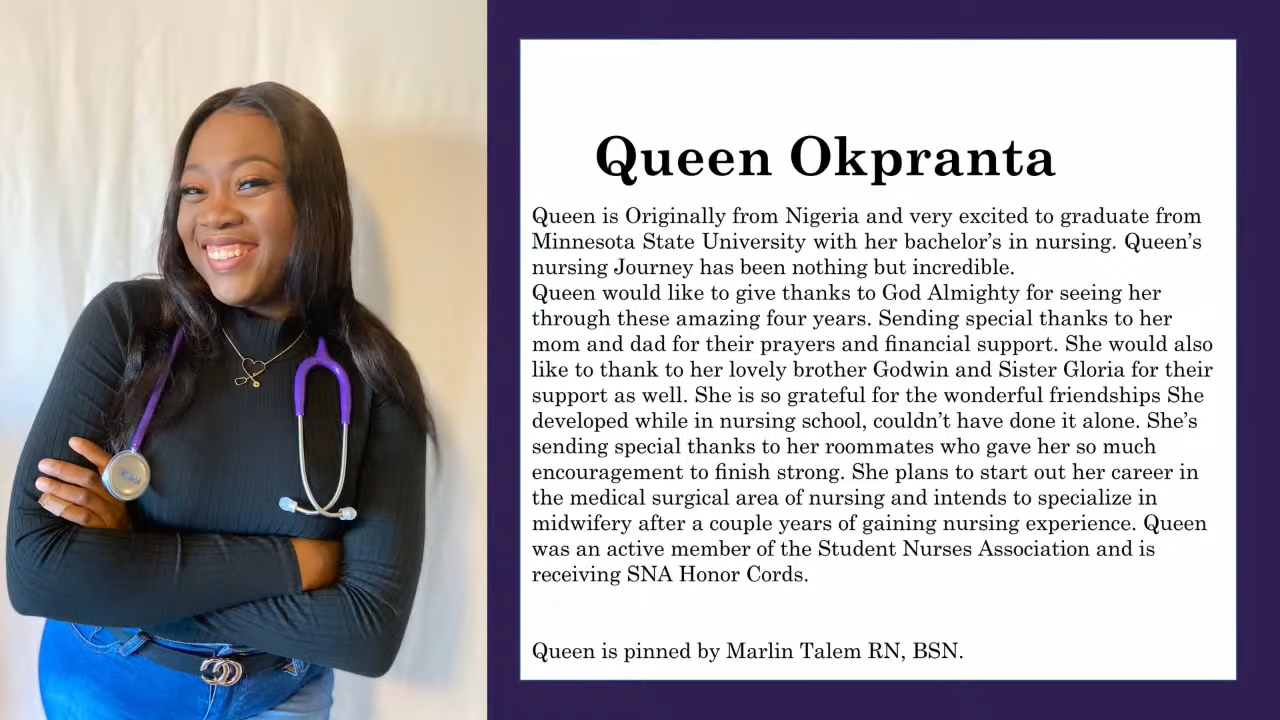 Queen Okpranta
Queen is Originally from Nigeria and very excited to graduate from
Minnesota State University with her bachelor’s in nursing. Queen’s
nursing Journey has been nothing but incredible.
Queen would like to give thanks to God Almighty for seeing her
through these amazing four years. Sending special thanks to her
mom and dad for their prayers and financial support. She would also
like to thank to her lovely brother Godwin and Sister Gloria for their
support as well. She is so grateful for the wonderful friendships She
developed while in nursing school, couldn’t have done it alone. She’s
sending special thanks to her roommates who gave her so much
encouragement to finish strong. She plans to start out her career in
the medical surgical area of nursing and intends to specialize in
midwifery after a couple years of gaining nursing experience. Queen
was an active member of the Student Nurses Association and is
receiving SNA Honor Cords.
Queen is pinned by Marlin Talem RN, BSN.